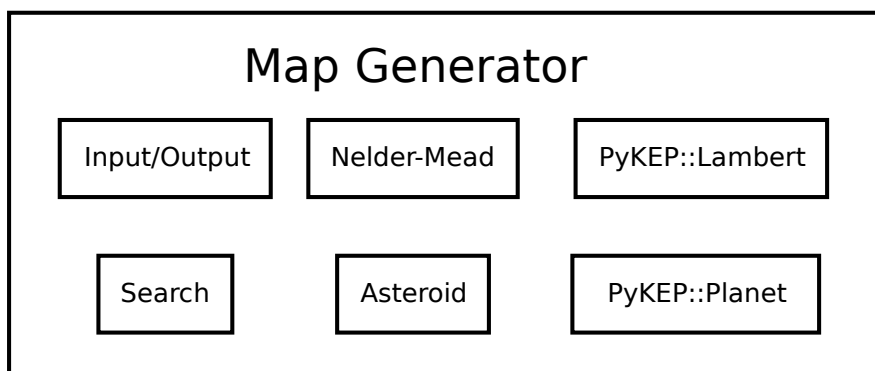 Map Generator
Input/Output
Nelder-Mead
PyKEP::Lambert
Search
Asteroid
PyKEP::Planet